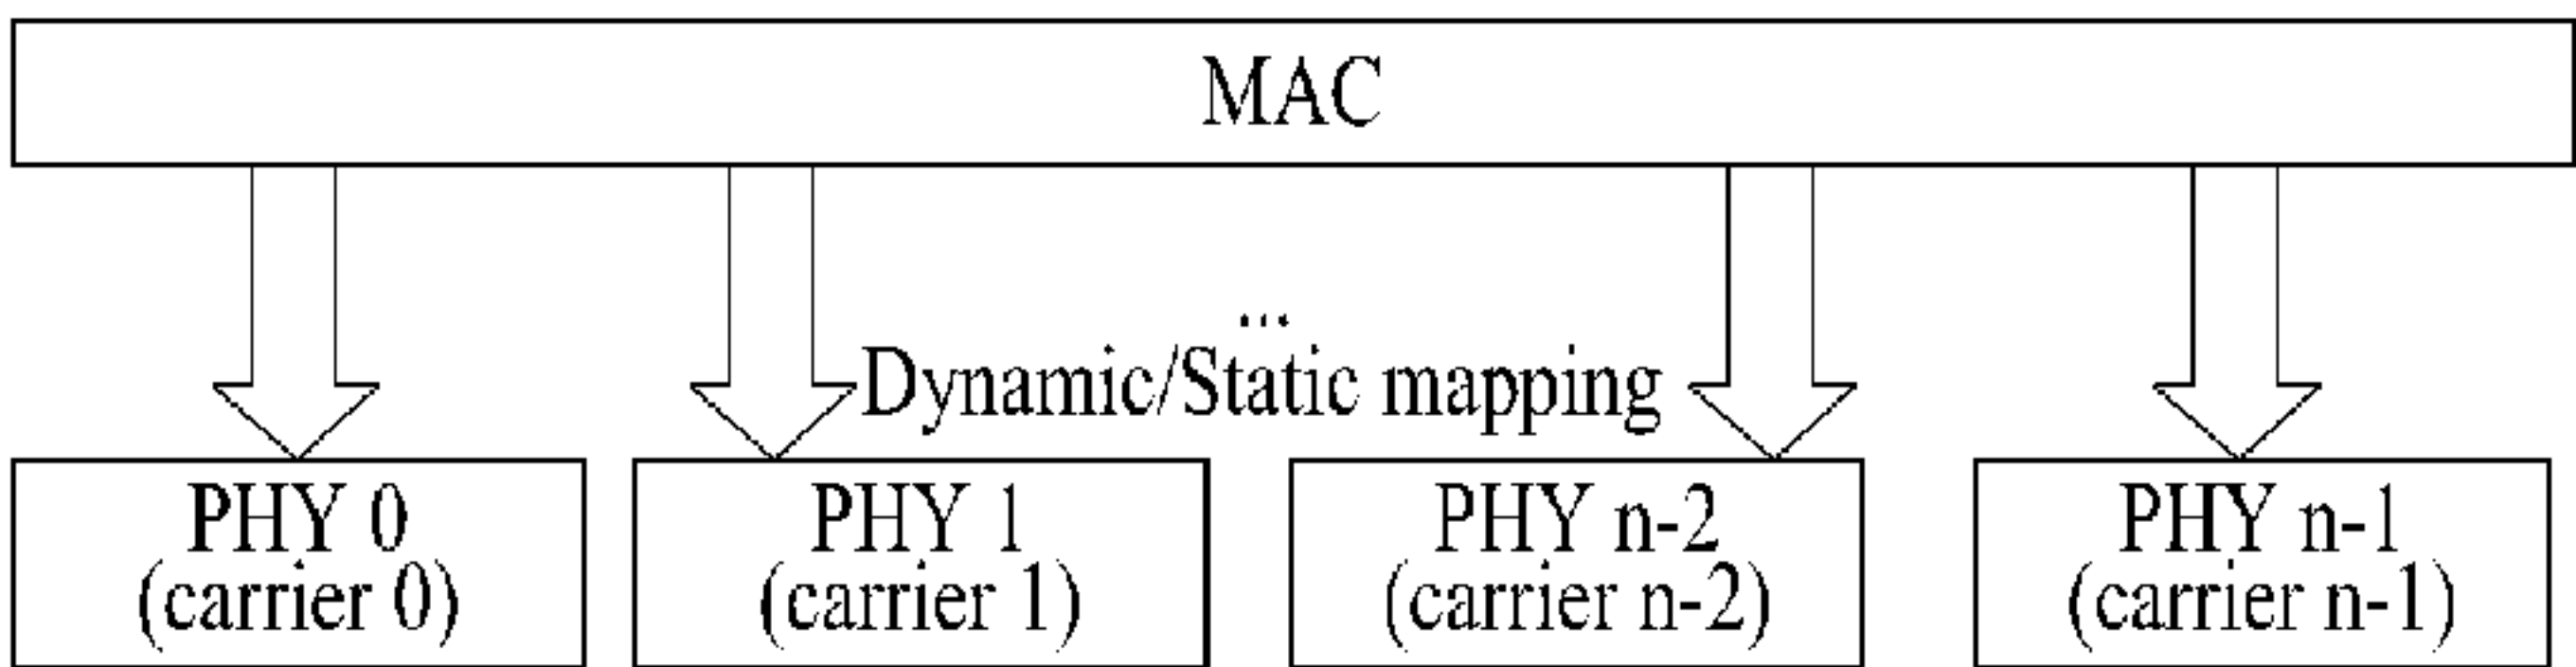 MAC
...
Dynamic/Static mapping
PHY 0
(carrier 0)
PHY 1
(carrier 1)
PHY n-2
(carrier n-2)
PHY n-1
(carrier n-1)